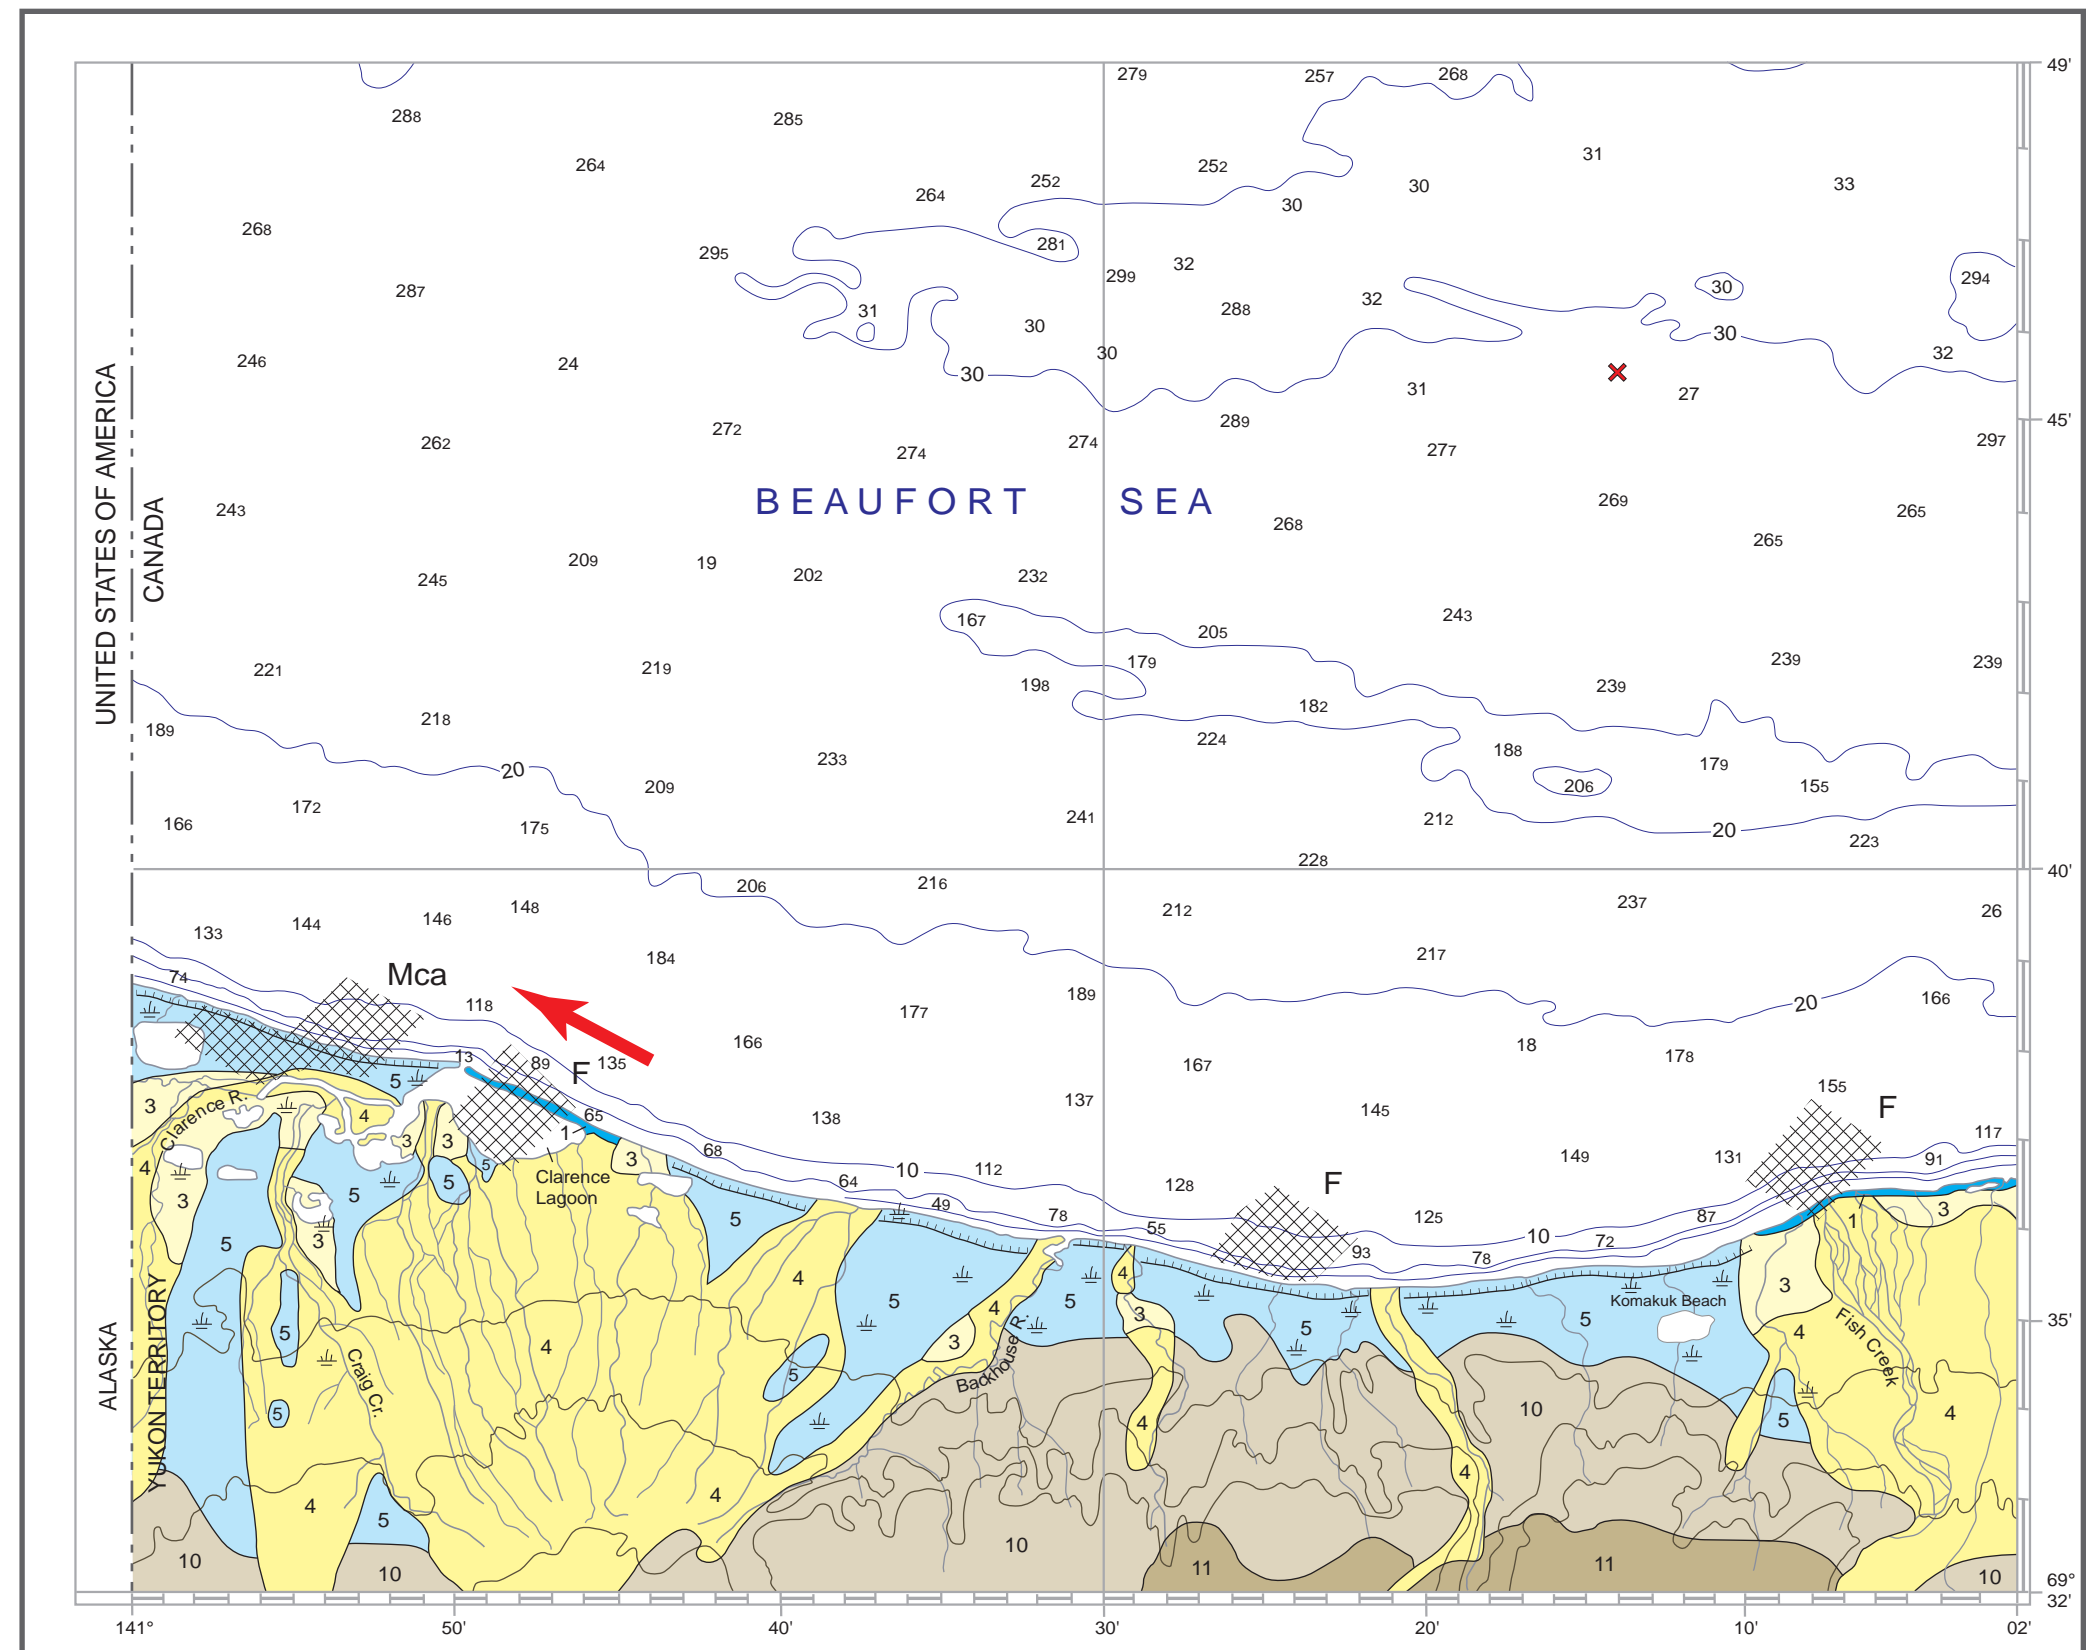 279 257 268 49'
288 285
264 31
252 252
264 30 33
30
268
281
295 32
299 30 294
287 32
31 288
30
30
30 32
246 24
30
31 27
289 45'
272
262 274 297
274 277
BEAUFORT SEA
269
243 268 265
265
209 19
245 202 232
243
167 205
179 239 239
221 219
198 239
182
218
189 224
188
233 179
20
209 206 155
172
166 175 241 212 20
223
228
40'
206 216
148 212 237 26
144 146
133 217
184
74 Mca
189 20 166
118 177
166 18
13 89 135 167 178
F
5 155
3 Clarence R. 137 F
4 65 138 145
1 117
3 3 68
4 5 3 10 112 149 131 91
3 5 Clarence
Lagoon
64 128 F
5 49 78
5 55 125 87 1 3
5 3 93 10 72
78
4 5 4 3
4 5 5 Komakuk Beach
3 5
5 4 3 4 35'
Fish Creek
Craig Cr.
5 Backhouse R.
5 4 10 5 4
4 4
4 5
10 10 10 11 11 10 69°
32'
141° 50' 40' 30' 20' 10' 02'
UNITED STATES OF AMERICA
CANADA
ALASKA
YUKON TERRITORY